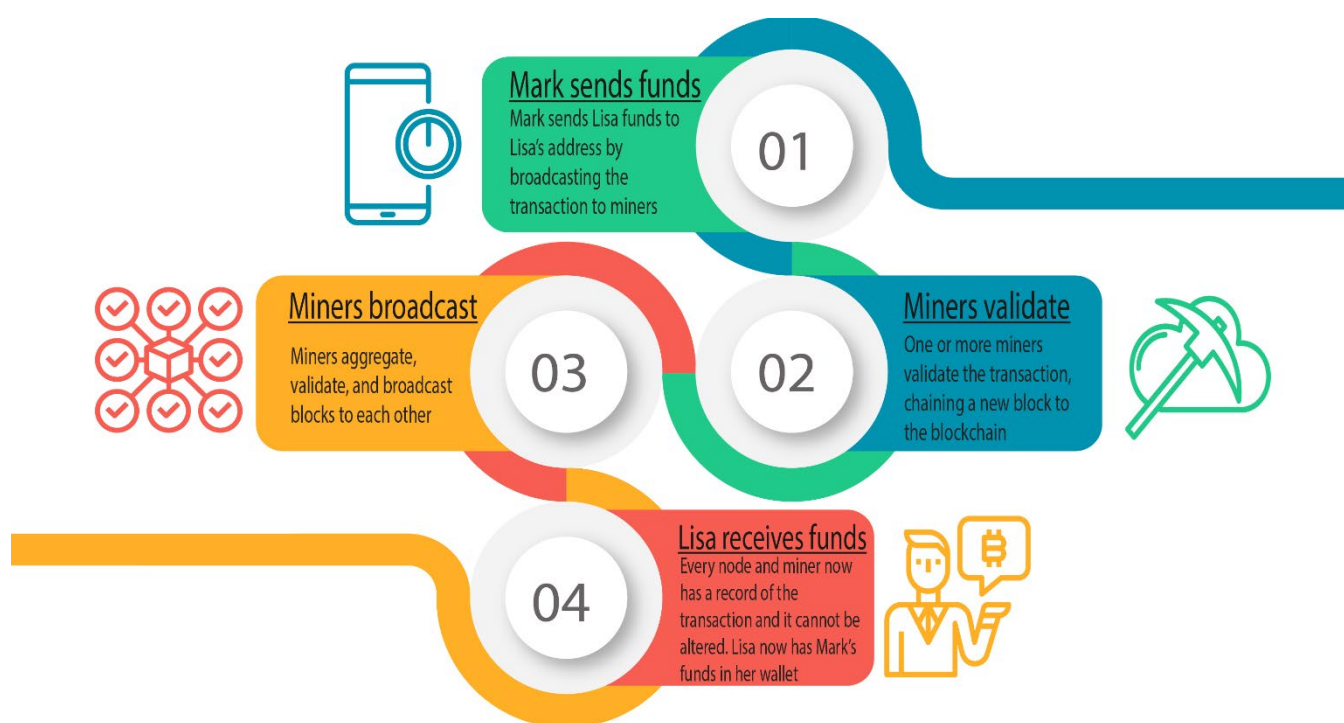 Mark sends funds
Mark sends Lisa funds to
Lisa's address by
broadcasting the
transaction to miners
01
Miners validate
One or more miners
validate the transaction,
chaining a new block to
the blockchain
02
Miners broadcast
Miners aggregate,
validate, and broadcast
blocks to each other
03
Lisa receives funds
Every node and miner now
has a record of the
transaction and it cannot be
altered. Lisa now has Mark's
funds in her wallet
04